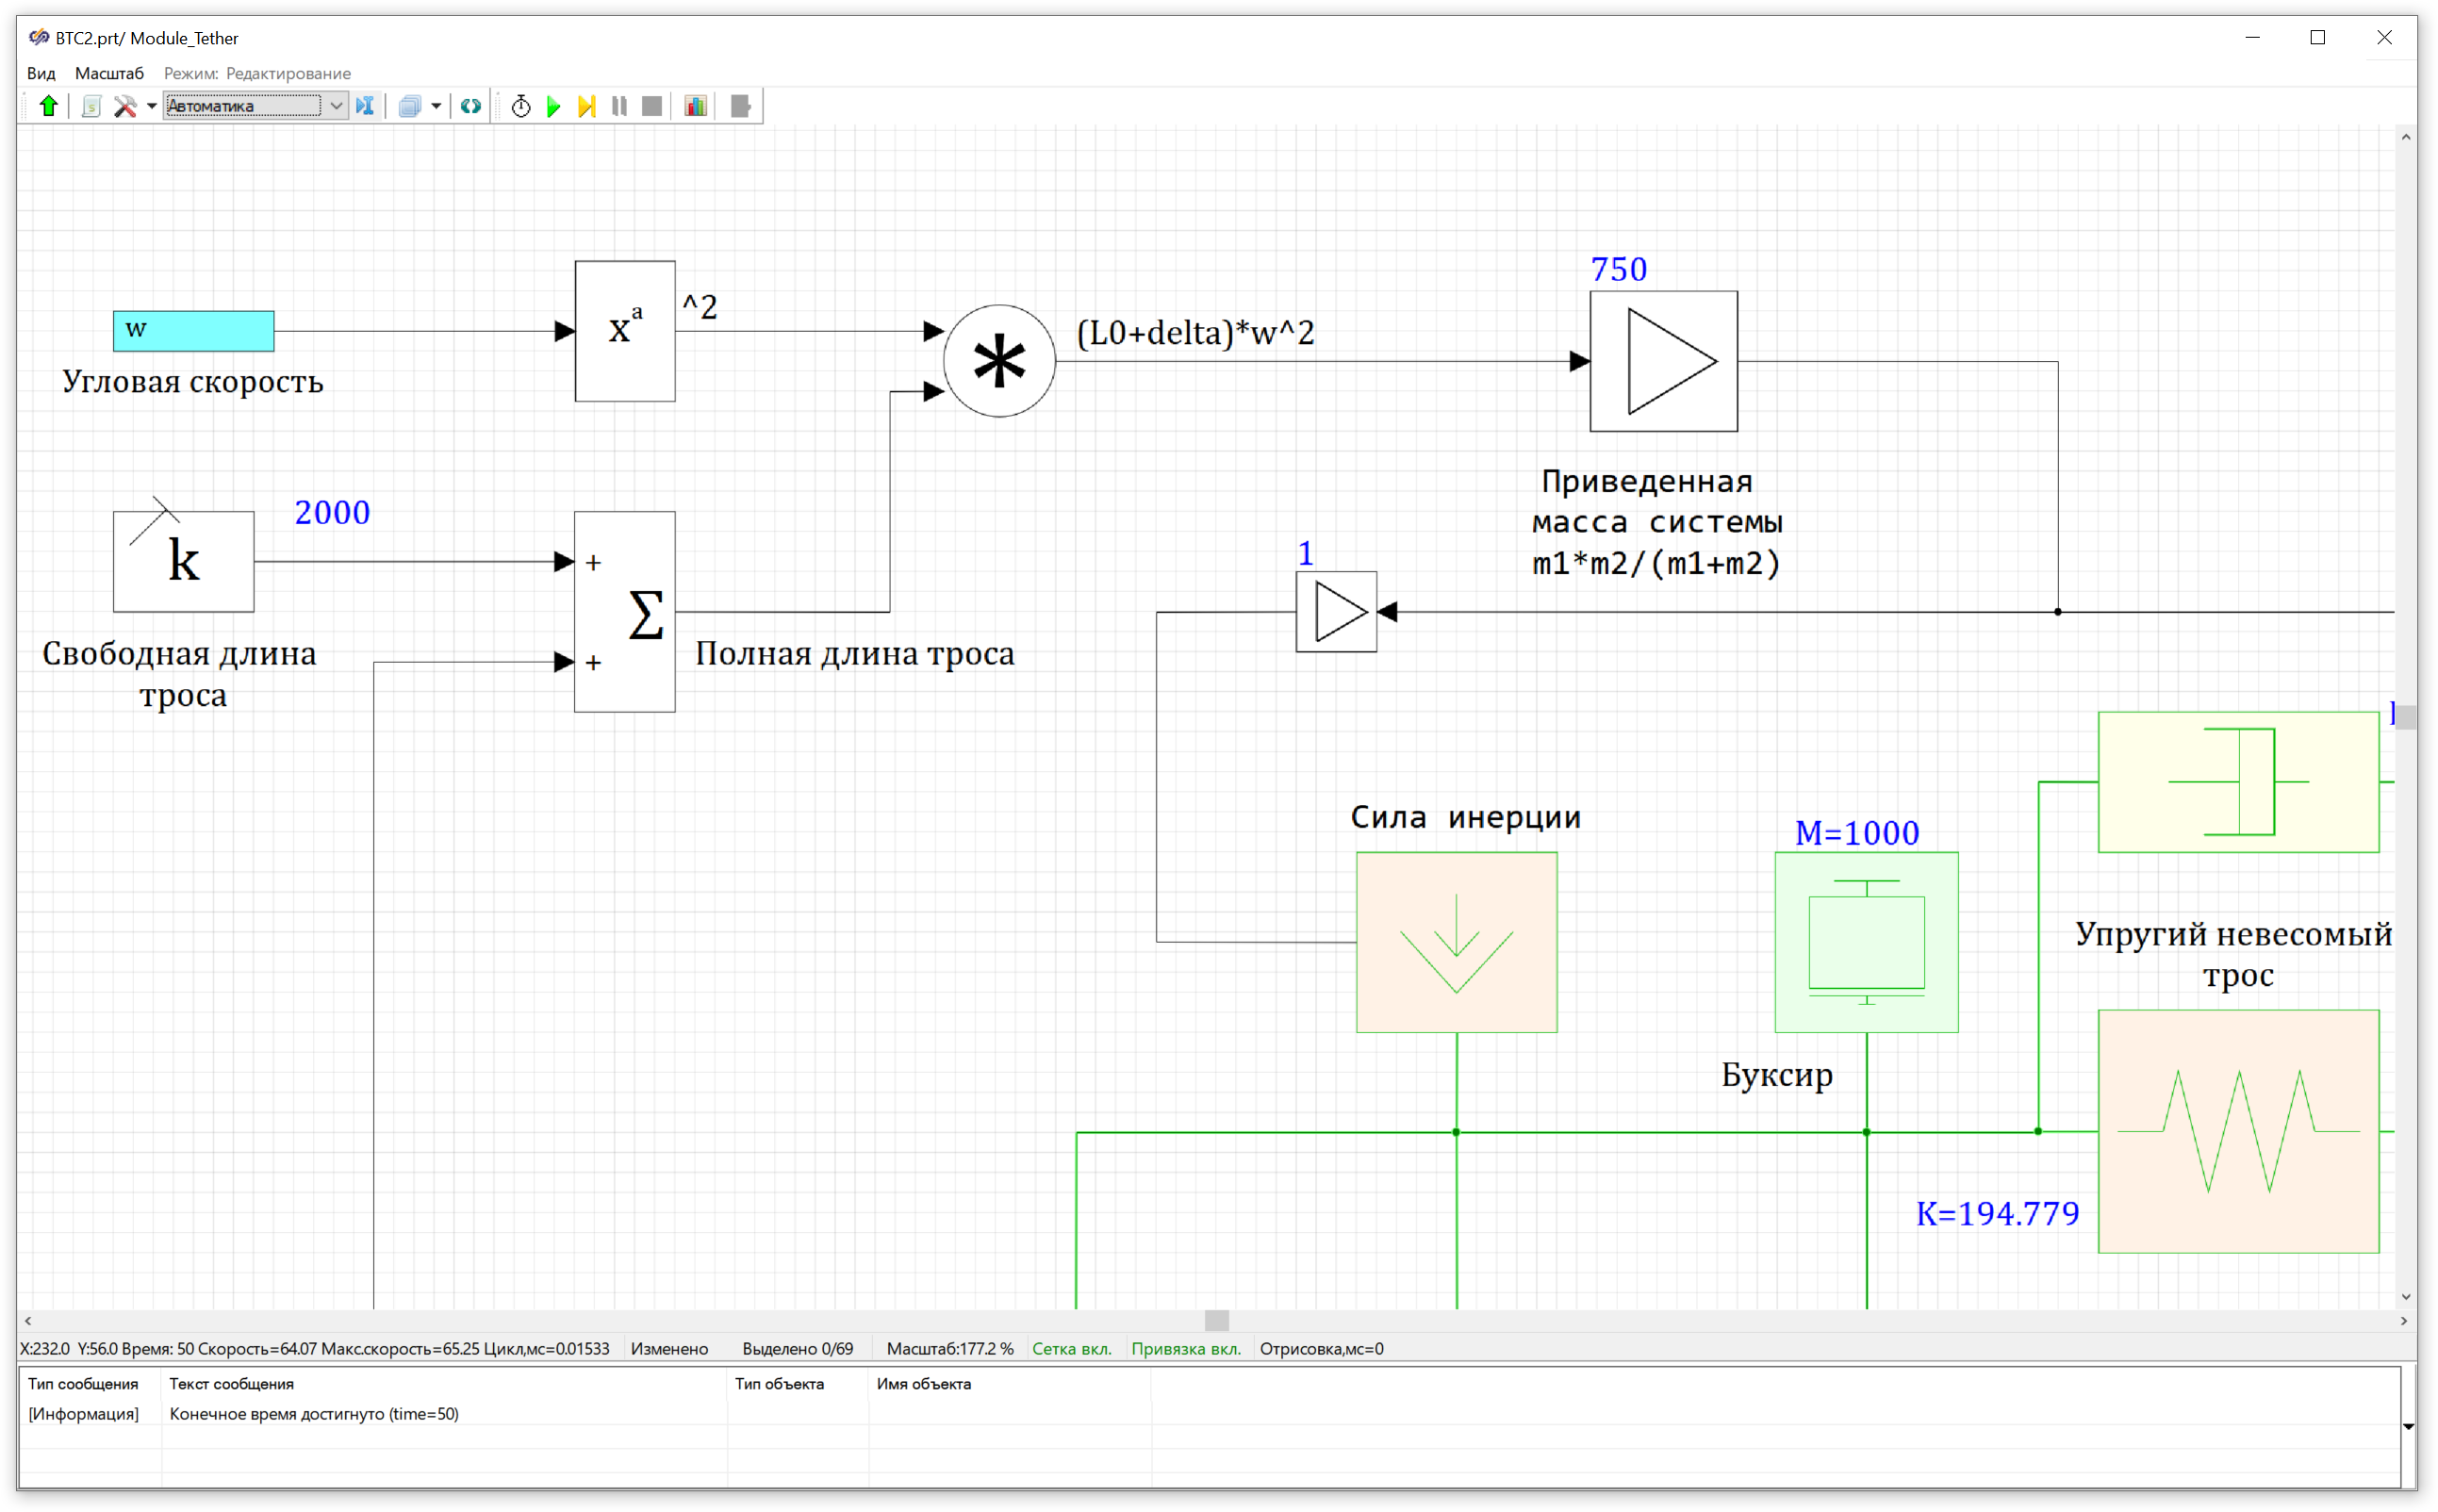 BTC2.prt/ Module_Tether
Вид Масштаб Режим: Редактирование
Автоматика
750
w
x^a
^2
*
(L0+delta)*w^2
Угловая скорость
Приведенная
масса системы
m1*m2/(m1+m2)
2000
k
+
Σ
+
1
Свободная длина
троса
Полная длина троса
Сила инерции
M=1000
Упругий невесомый
трос
Буксир
K=194.779
X:232.0 Y:56.0 Время: 50 Скорость=64.07 Макс.скорость=65.25 Цикл,мс=0.01533 Изменено Выделено 0/69 Масштаб:177.2 % Сетка вкл. Привязка вкл. Отрисовка,мс=0
Тип сообщения Текст сообщения Тип объекта Имя объекта
[Информация] Конечное время достигнуто (time=50)